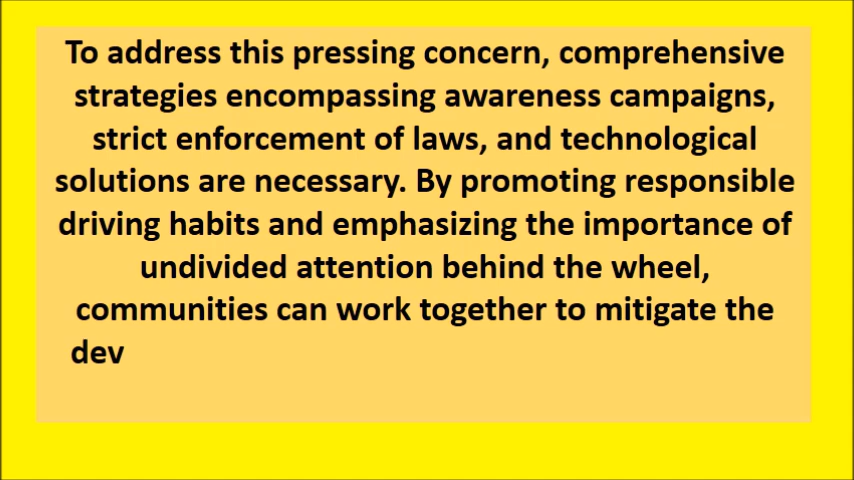 To address this pressing concern, comprehensive
strategies encompassing awareness campaigns,
strict enforcement of laws, and technological
solutions are necessary. By promoting responsible
driving habits and emphasizing the importance of
undivided attention behind the wheel,
communities can work together to mitigate the
dev